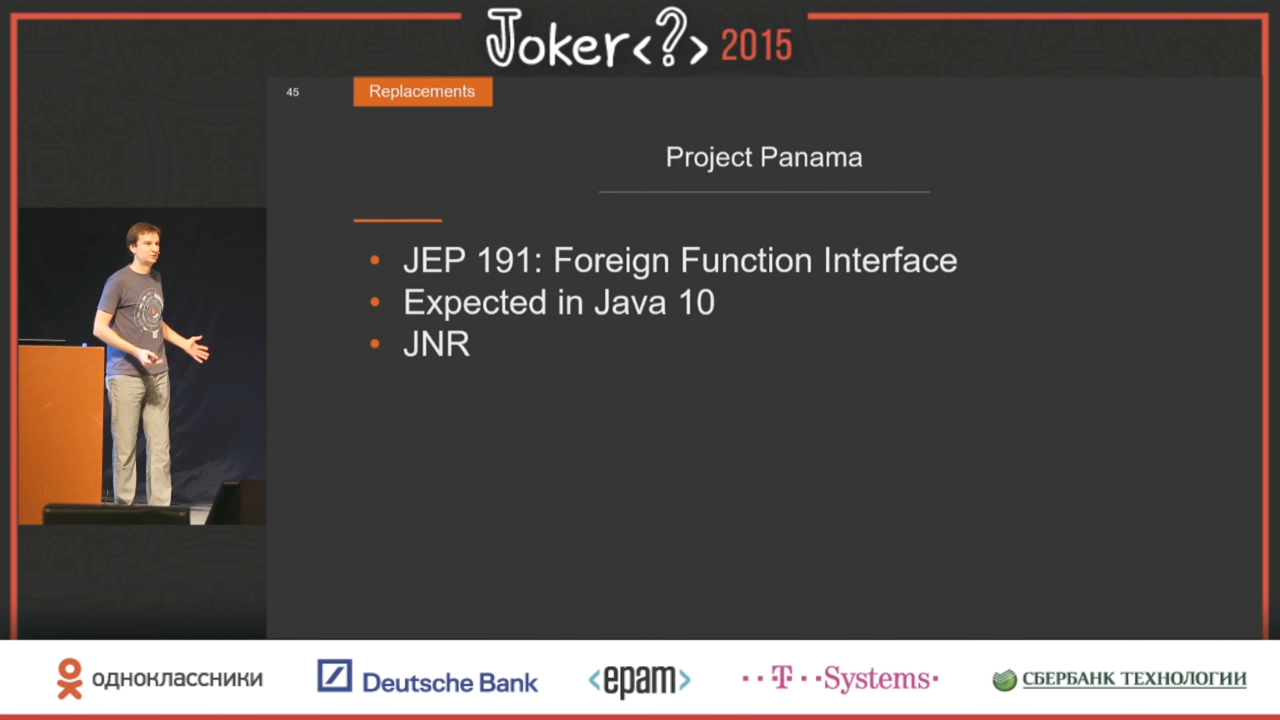 Joker<?> 2015
45
Replacements
Project Panama
• JEP 191: Foreign Function Interface
• Expected in Java 10
• JNR
одноклассники
Deutsche Bank
<epam>
··T··Systems·
СБЕРБАНК ТЕХНОЛОГИИ